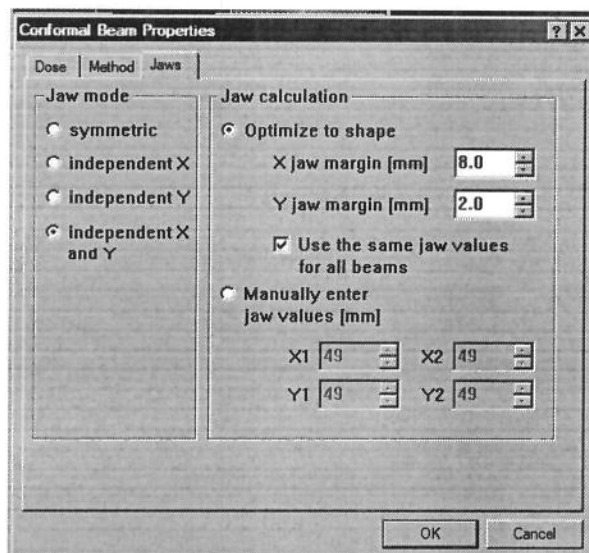 Conformal Beam Properties
Dose Method Jaws
Jaw mode
symmetric
independent X
independent Y
independent X
and Y
Jaw calculation
Optimize to shape
X jaw margin [mm] 8.0
Y jaw margin [mm] 2.0
Use the same jaw values
for all beams
Manually enter
jaw values [mm]
X1 49 X2 49
Y1 49 Y2 49
OK Cancel